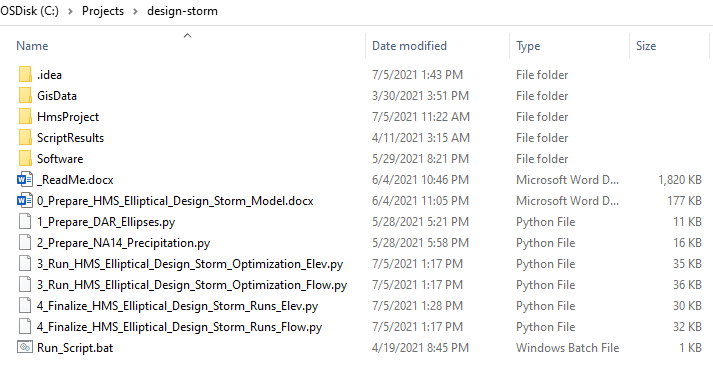 OSDisk (C:) > Projects > design-storm
Name Date modified Type Size
.idea 7/5/2021 1:43 PM File folder
GisData 3/30/2021 3:51 PM File folder
HmsProject 7/5/2021 11:22 AM File folder
ScriptResults 4/11/2021 3:15 AM File folder
Software 5/29/2021 8:21 PM File folder
_ReadMe.docx 6/4/2021 10:46 PM Microsoft Word D... 1,820 KB
0_Prepare_HMS_Elliptical_Design_Storm_Model.docx 6/4/2021 11:05 PM Microsoft Word D... 177 KB
1_Prepare_DAR_Ellipses.py 5/28/2021 5:21 PM Python File 11 KB
2_Prepare_NA14_Precipitation.py 5/28/2021 5:58 PM Python File 16 KB
3_Run_HMS_Elliptical_Design_Storm_Optimization_Elev.py 7/5/2021 1:17 PM Python File 35 KB
3_Run_HMS_Elliptical_Design_Storm_Optimization_Flow.py 7/5/2021 1:17 PM Python File 36 KB
4_Finalize_HMS_Elliptical_Design_Storm_Runs_Elev.py 7/5/2021 1:28 PM Python File 30 KB
4_Finalize_HMS_Elliptical_Design_Storm_Runs_Flow.py 7/5/2021 1:17 PM Python File 32 KB
Run_Script.bat 4/19/2021 8:45 PM Windows Batch File 1 KB